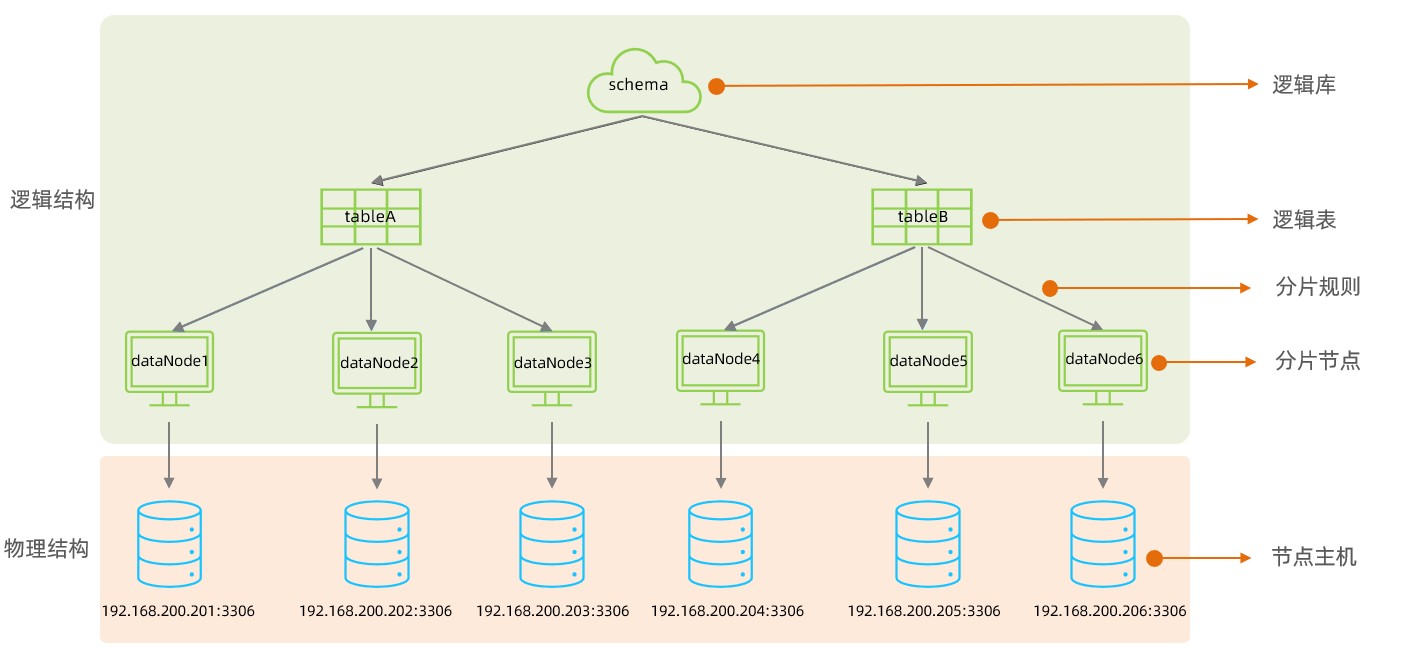 schema
逻辑库
逻辑结构
tableA
tableB
逻辑表
分片规则
dataNode1
dataNode2
dataNode3
dataNode4
dataNode5
dataNode6
分片节点
物理结构
节点主机
192.168.200.201:3306
192.168.200.202:3306
192.168.200.203:3306
192.168.200.204:3306
192.168.200.205:3306
192.168.200.206:3306